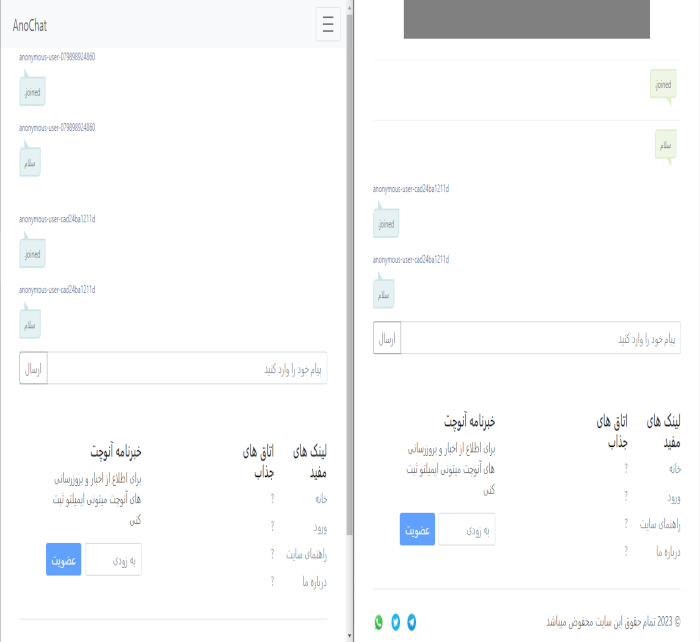 AnoChat
anonymous-user-079898924860
joined.
anonymous-user-079898924860
سلام
anonymous-user-cad24ba1211d
joined.
anonymous-user-cad24ba1211d
سلام
پیام خود را وارد کنید
ارسال
لینک های مفید
خانه
ورود
راهنمای سایت
درباره ما
اتاق های جذاب
?
?
?
?
خبرنامه آنوچت
برای اطلاع از اخبار و بروزرسانی
های آنوچت میتونی ایمیلتو ثبت
کنی
به زودی
عضویت
joined.
سلام
anonymous-user-cad24ba1211d
joined.
anonymous-user-cad24ba1211d
سلام
پیام خود را وارد کنید
ارسال
لینک های مفید
خانه
ورود
راهنمای سایت
درباره ما
اتاق های جذاب
?
?
?
?
خبرنامه آنوچت
برای اطلاع از اخبار و بروزرسانی
های آنوچت میتونی ایمیلتو ثبت
کنی
به زودی
عضویت
© 2023 تمام حقوق این سایت محفوض میباشد